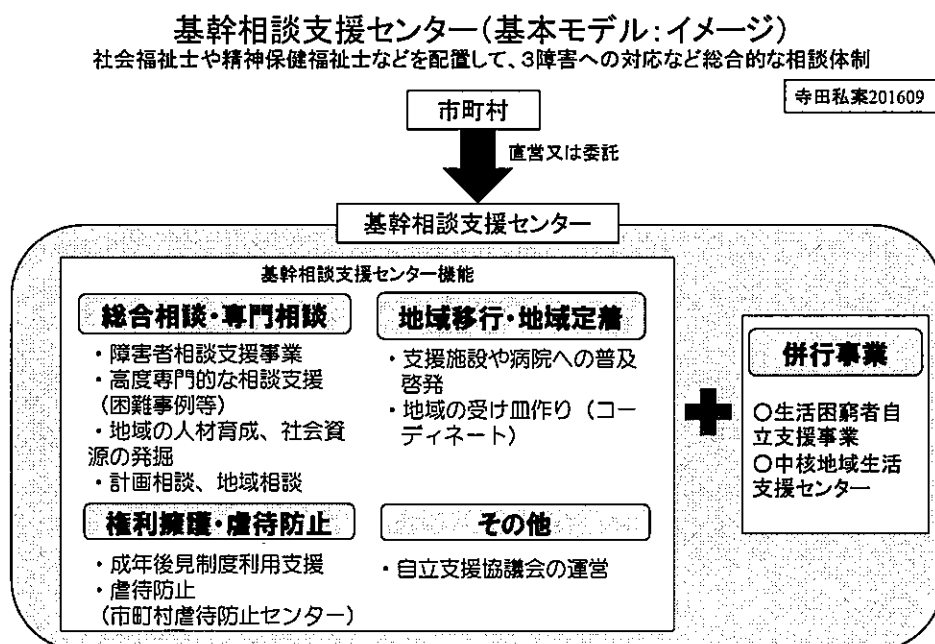 基幹相談支援センター(基本モデル:イメージ)
社会福祉士や精神保健福祉士などを配置して、3障害への対応など総合的な相談体制
寺田私案201609
市町村
直営又は委託
基幹相談支援センター
基幹相談支援センター機能
総合相談・専門相談
・障害者相談支援事業
・高度専門的な相談支援
(困難事例等)
・地域の人材育成、社会資
源の発掘
・計画相談、地域相談
地域移行・地域定着
・支援施設や病院への普及
啓発
・地域の受け皿作り(コー
ディネート)
権利擁護・虐待防止
・成年後見制度利用支援
・虐待防止
(市町村虐待防止センター)
その他
・自立支援協議会の運営
併行事業
○生活困窮者自
立支援事業
○中核地域生活
支援センター